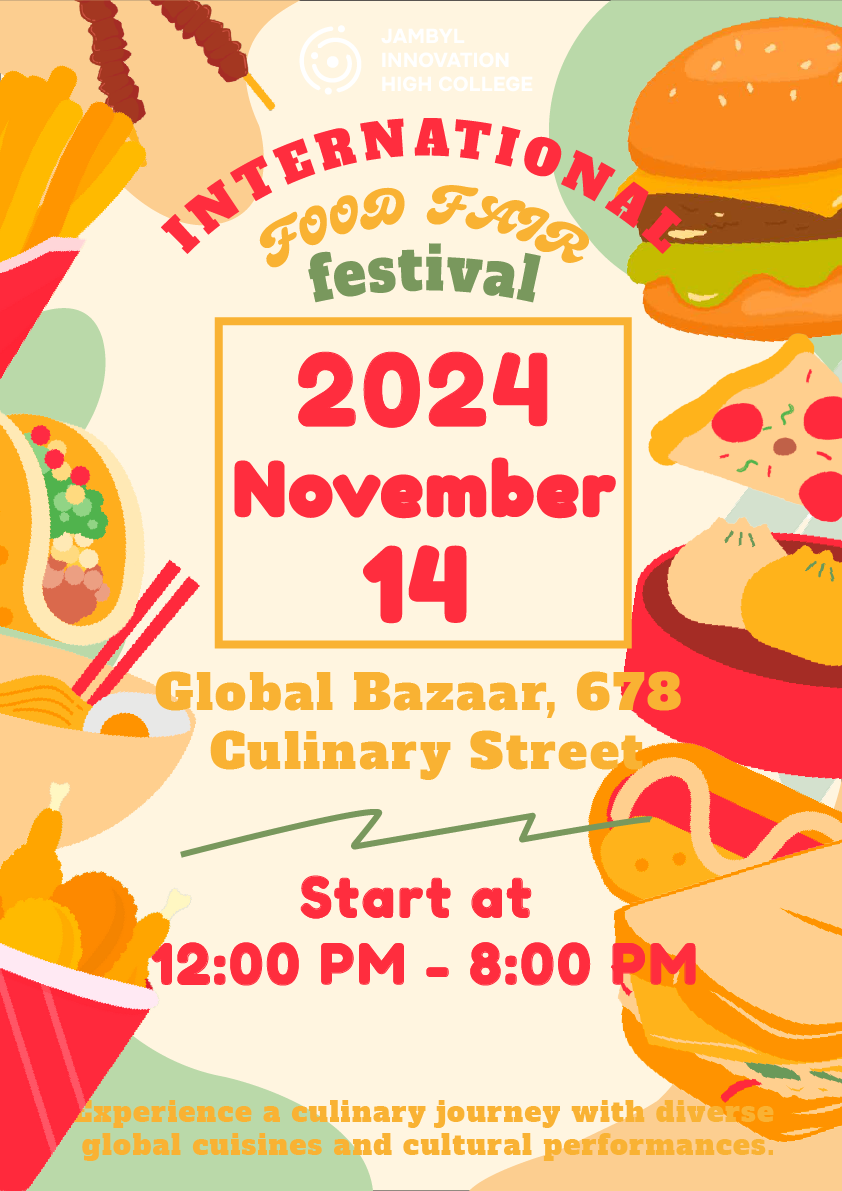 JAMBYL
INNOVATION
HIGH COLLEGE
INTERNATIONAL
FOOD FAIR
festival
2024
November
14
Global Bazaar, 678
Culinary Street
Start at
12:00 PM - 8:00 PM
Experience a culinary journey with diverse
global cuisines and cultural performances.